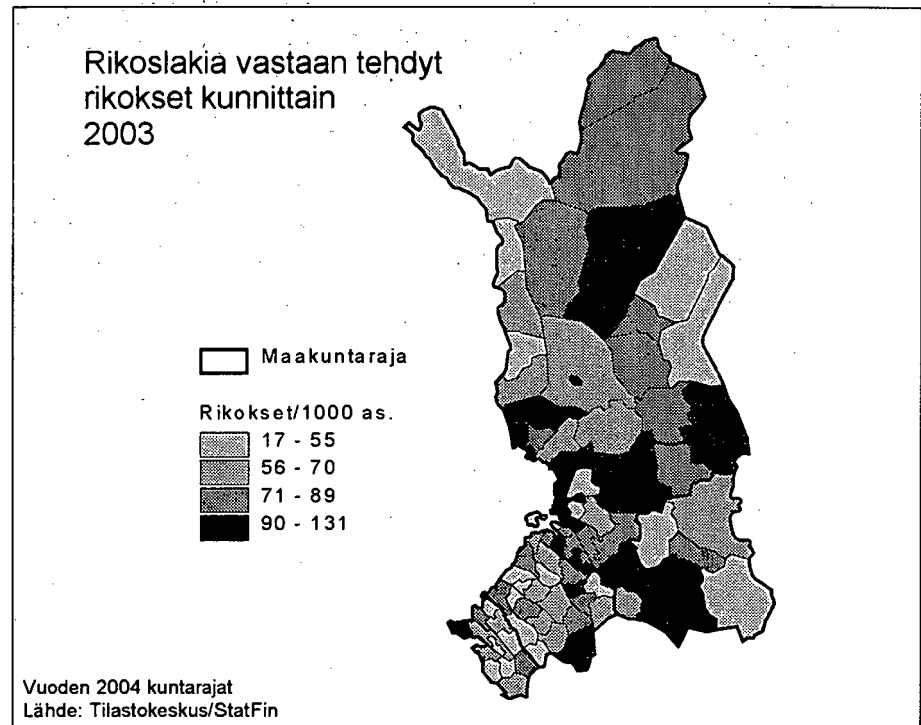 Rikoslakia vastaan tehdyt
rikokset kunnittain
2003
Maakuntaraja
Rikokset/1000 as.
17 - 55
56 - 70
71 - 89
90 - 131
Vuoden 2004 kuntarajat
Lähde: Tilastokeskus/StatFin